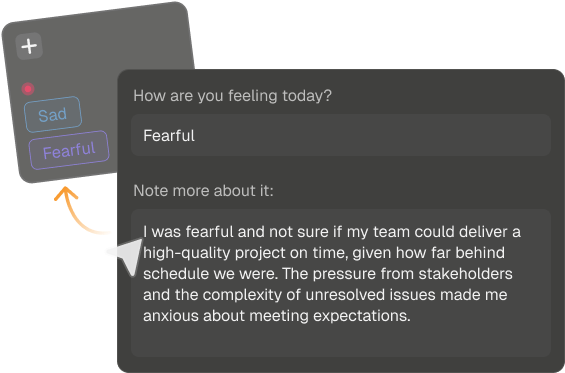 Sad
Fearful
How are you feeling today?
Fearful
Note more about it:
I was fearful and not sure if my team could deliver a
high-quality project on time, given how far behind
schedule we were. The pressure from stakeholders
and the complexity of unresolved issues made me
anxious about meeting expectations.